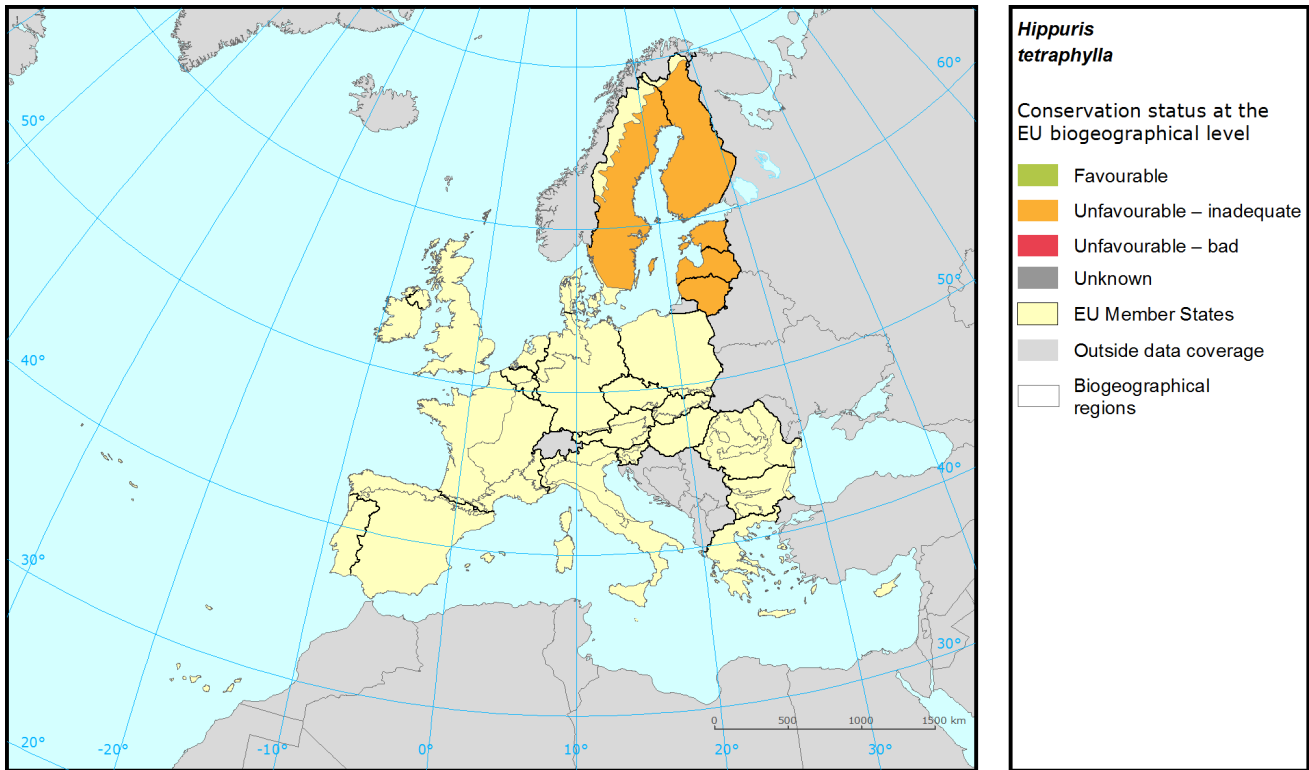 Hippuris
tetraphylla
Conservation status at the
EU biogeographical level
Favourable
Unfavourable – inadequate
Unfavourable – bad
Unknown
EU Member States
Outside data coverage
Biogeographical
regions
60°
50°
50°
40°
40°
30°
30°
0 500 1000 1500 km
20° -20° -10° 0° 10° 20° 30°